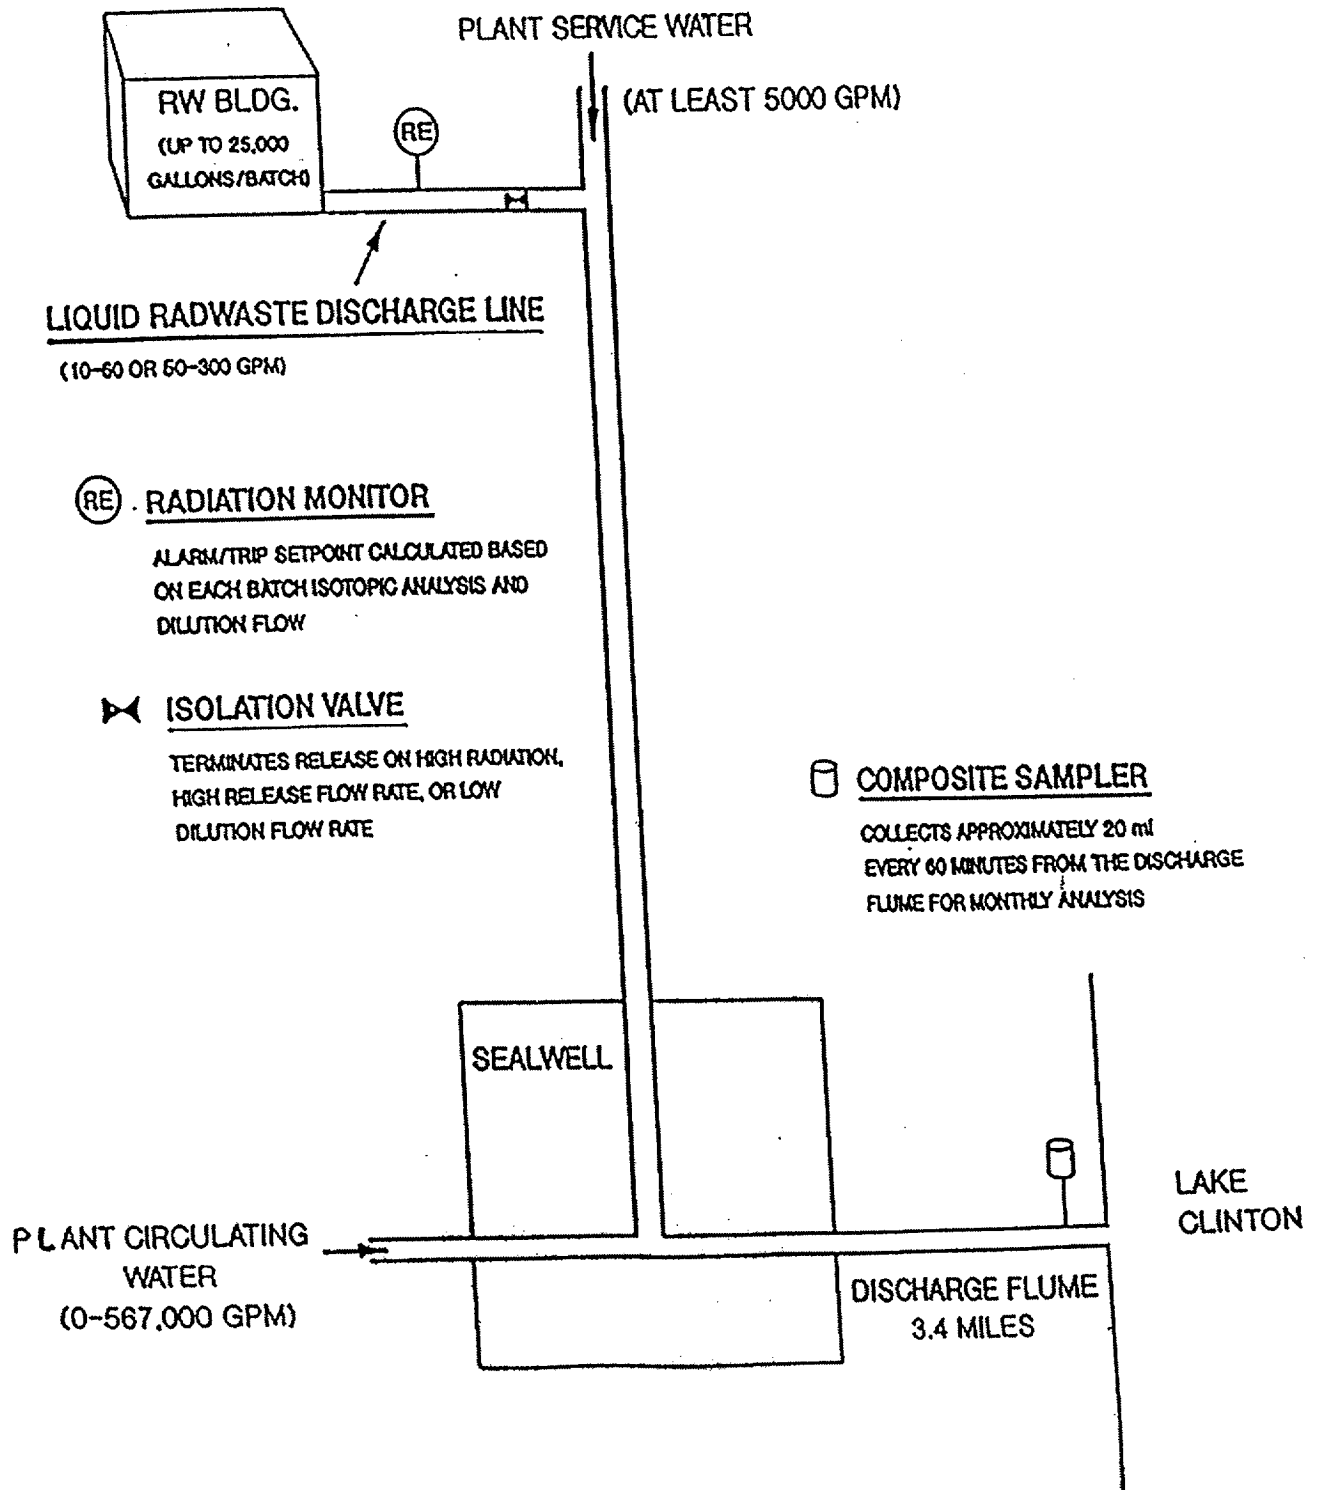 PLANT SERVICE WATER
(AT LEAST 5000 GPM)
RW BLDG.
(UP TO 25,000
GALLONS/BATCH)
RE
LIQUID RADWASTE DISCHARGE LINE
(10-60 OR 50-300 GPM)
RE
RADIATION MONITOR
ALARM/TRIP SETPOINT CALCULATED BASED
ON EACH BATCH ISOTOPIC ANALYSIS AND
DILUTION FLOW
ISOLATION VALVE
TERMINATES RELEASE ON HIGH RADIATION,
HIGH RELEASE FLOW RATE, OR LOW
DILUTION FLOW RATE
COMPOSITE SAMPLER
COLLECTS APPROXIMATELY 20 ml
EVERY 60 MINUTES FROM THE DISCHARGE
FLUME FOR MONTHLY ANALYSIS
SEALWELL
PLANT CIRCULATING
WATER
(0-567,000 GPM)
LAKE
CLINTON
DISCHARGE FLUME
3.4 MILES